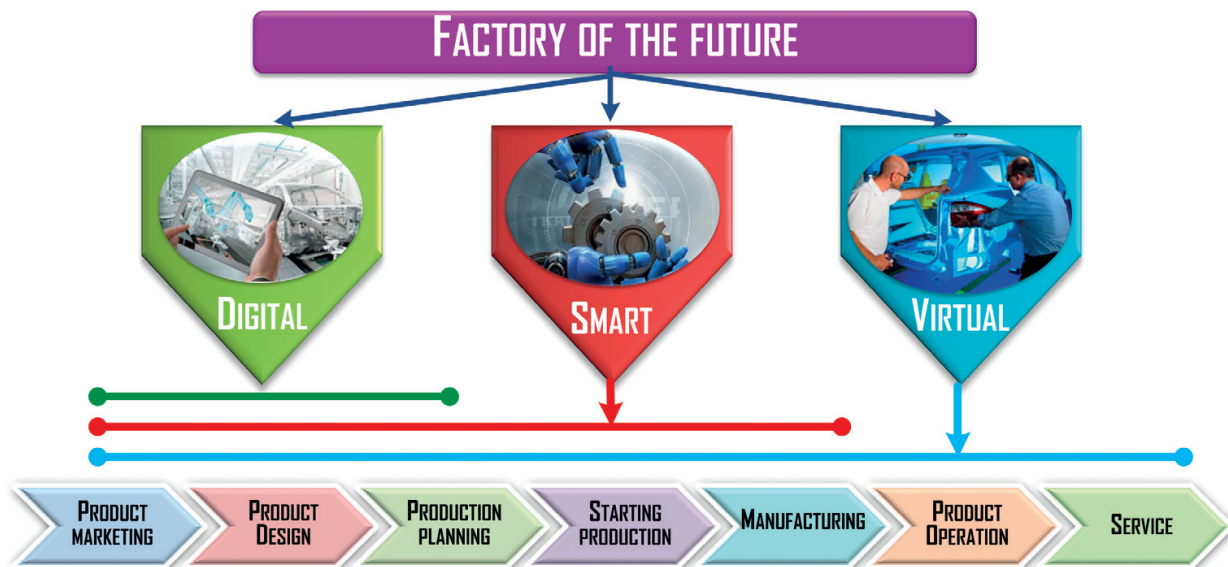 FACTORY OF THE FUTURE
DIGITAL
SMART
VIRTUAL
PRODUCT
MARKETING
PRODUCT
DESIGN
PRODUCTION
PLANNING
STARTING
PRODUCTION
MANUFACTURING
PRODUCT
OPERATION
SERVICE